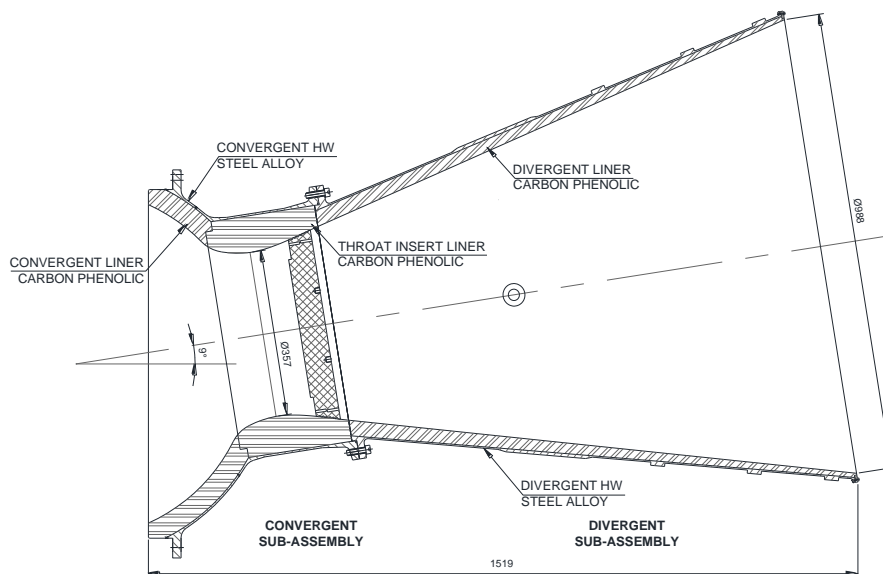 CONVERGENT HW
STEEL ALLOY
DIVERGENT LINER
CARBON PHENOLIC
Ø988
THROAT INSERT LINER
CARBON PHENOLIC
CONVERGENT LINER
CARBON PHENOLIC
9°
Ø357
DIVERGENT HW
STEEL ALLOY
CONVERGENT
SUB-ASSEMBLY
DIVERGENT
SUB-ASSEMBLY
1519